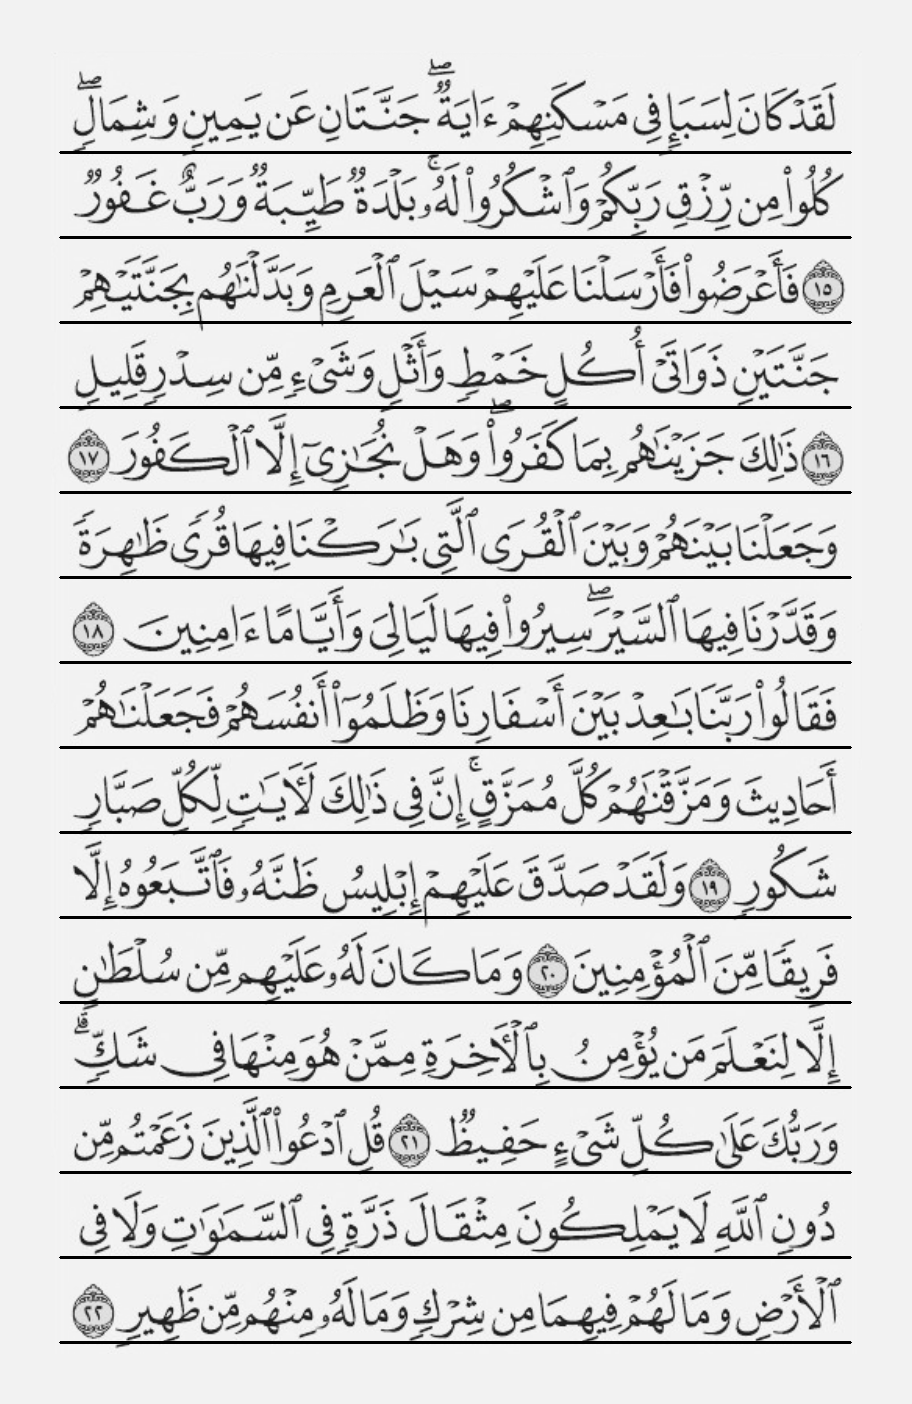 لَقَدْ كَانَ لِسَبَإٍ فِي مَسْكَنِهِمْ ءَايَةٌ ۖ جَنَّتَانِ عَن يَمِينٍ وَشِمَالٍ ۖ
كُلُوا۟ مِن رِّزْقِ رَبِّكُمْ وَٱشْكُرُوا۟ لَهُۥ ۚ بَلْدَةٌ طَيِّبَةٌ وَرَبٌّ غَفُورٌ
﴿١٥﴾ فَأَعْرَضُوا۟ فَأَرْسَلْنَا عَلَيْهِمْ سَيْلَ ٱلْعَرِمِ وَبَدَّلْنَٰهُم بِجَنَّتَيْهِمْ
جَنَّتَيْنِ ذَوَاتَىْ أُكُلٍ خَمْطٍ وَأَثْلٍ وَشَىْءٍ مِّن سِدْرٍ قَلِيلٍ
﴿١٦﴾ ذَٰلِكَ جَزَيْنَٰهُم بِمَا كَفَرُوا۟ ۖ وَهَلْ نُجَٰزِىٓ إِلَّا ٱلْكَفُورَ ﴿١٧﴾
وَجَعَلْنَا بَيْنَهُمْ وَبَيْنَ ٱلْقُرَى ٱلَّتِى بَٰرَكْنَا فِيهَا قُرًى ظَٰهِرَةً
وَقَدَّرْنَا فِيهَا ٱلسَّيْرَ ۖ سِيرُوا۟ فِيهَا لَيَالِىَ وَأَيَّامًا ءَامِنِينَ ﴿١٨﴾
فَقَالُوا۟ رَبَّنَا بَٰعِدْ بَيْنَ أَسْفَارِنَا وَظَلَمُوٓا۟ أَنفُسَهُمْ فَجَعَلْنَٰهُمْ
أَحَادِيثَ وَمَزَّقْنَٰهُمْ كُلَّ مُمَزَّقٍ ۚ إِنَّ فِى ذَٰلِكَ لَـَٔايَٰتٍ لِّكُلِّ صَبَّارٍ
شَكُورٍ ﴿١٩﴾ وَلَقَدْ صَدَّقَ عَلَيْهِمْ إِبْلِيسُ ظَنَّهُۥ فَٱتَّبَعُوهُ إِلَّا
فَرِيقًا مِّنَ ٱلْمُؤْمِنِينَ ﴿٢٠﴾ وَمَا كَانَ لَهُۥ عَلَيْهِم مِّن سُلْطَٰنٍ
إِلَّا لِنَعْلَمَ مَن يُؤْمِنُ بِٱلْـَٔاخِرَةِ مِمَّنْ هُوَ مِنْهَا فِى شَكٍّ ۗ
وَرَبُّكَ عَلَىٰ كُلِّ شَىْءٍ حَفِيظٌ ﴿٢١﴾ قُلِ ٱدْعُوا۟ ٱلَّذِينَ زَعَمْتُم مِّن
دُونِ ٱللَّهِ لَا يَمْلِكُونَ مِثْقَالَ ذَرَّةٍ فِى ٱلسَّمَٰوَٰتِ وَلَا فِى
ٱلْأَرْضِ وَمَا لَهُمْ فِيهِمَا مِن شِرْكٍ وَمَا لَهُۥ مِنْهُم مِّن ظَهِيرٍ ﴿٢٢﴾